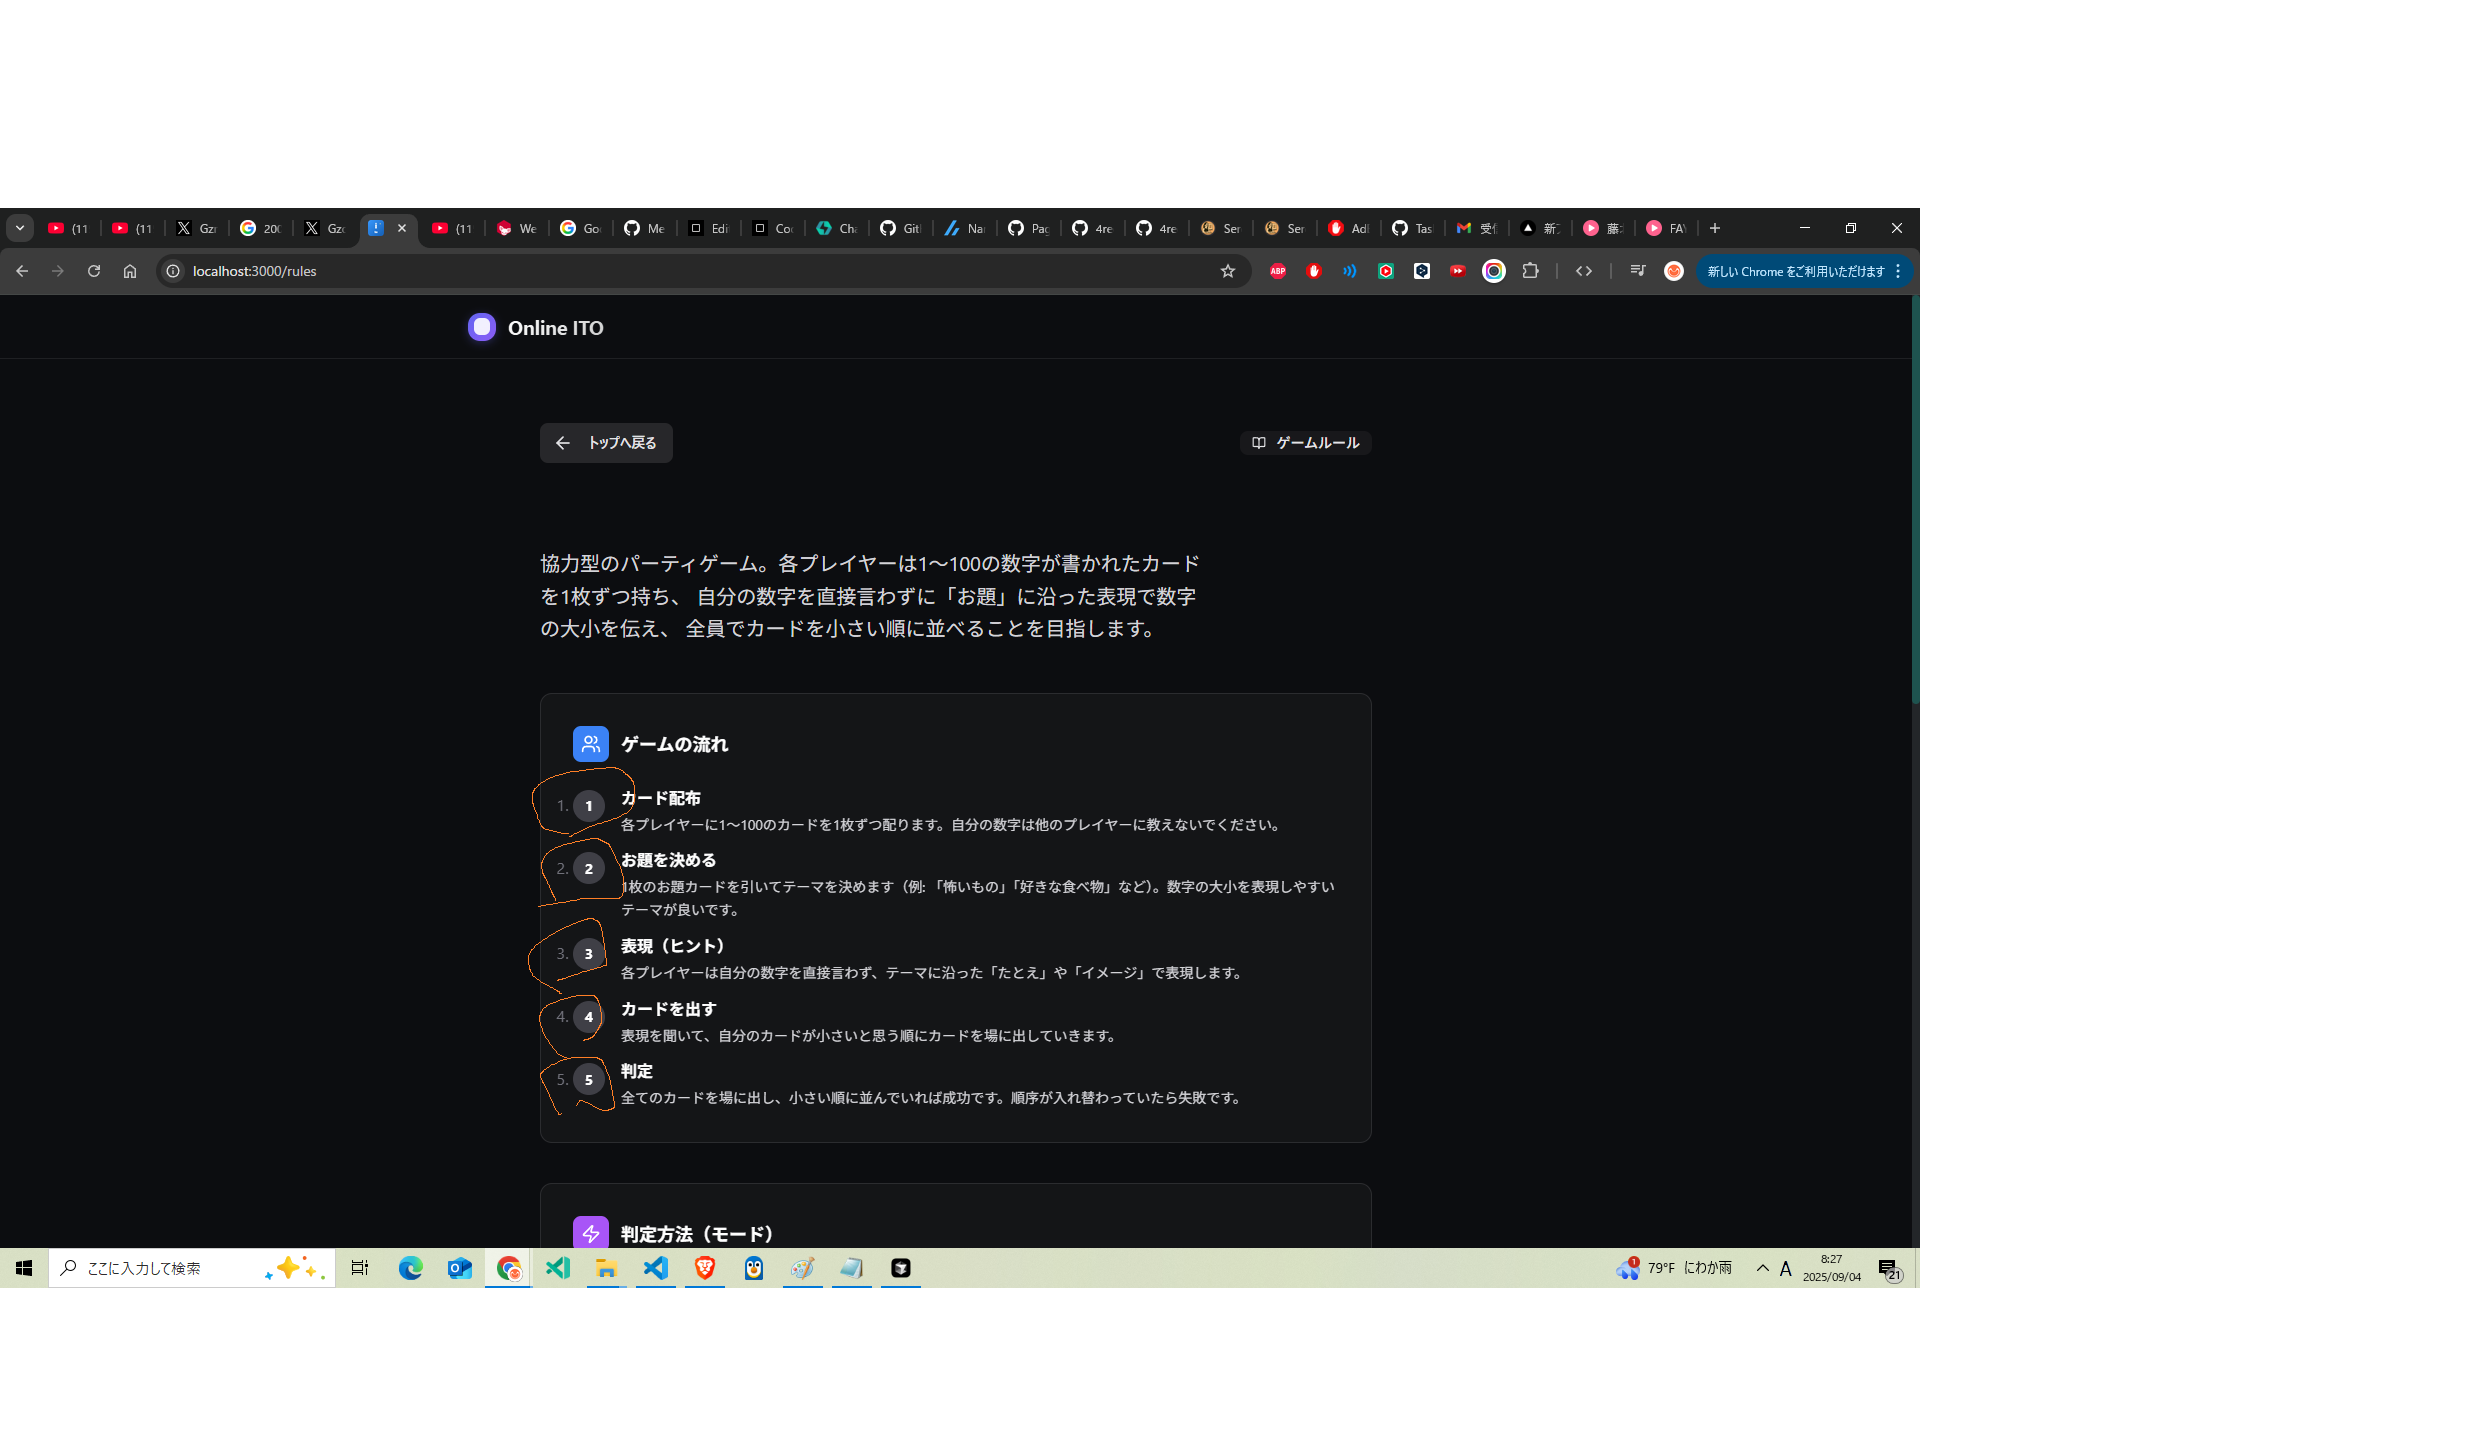 (11
(11
Gzr
200
Gzc
(11
We
Go
Me
Edi
Co
Ch
Git
Na
Pag
4re
4re
Ser
Ser
Adl
Tas
新
藤
FA
localhost:3000/rules
ABP
新しい Chrome をご利用いただけます
Online ITO
トップへ戻る
ゲームルール
協力型のパーティゲーム。各プレイヤーは1〜100の数字が書かれたカード
を1枚ずつ持ち、 自分の数字を直接言わずに「お題」に沿った表現で数字
の大小を伝え、 全員でカードを小さい順に並べることを目指します。
ゲームの流れ
1. 1 カード配布
各プレイヤーに1〜100のカードを1枚ずつ配ります。自分の数字は他のプレイヤーに教えないでください。
2. 2 お題を決める
1枚のお題カードを引いてテーマを決めます（例: 「怖いもの」「好きな食べ物」など）。数字の大小を表現しやすい
テーマが良いです。
3. 3 表現（ヒント）
各プレイヤーは自分の数字を直接言わず、テーマに沿った「たとえ」や「イメージ」で表現します。
4. 4 カードを出す
表現を聞いて、自分のカードが小さいと思う順にカードを場に出していきます。
5. 5 判定
全てのカードを場に出し、小さい順に並んでいれば成功です。順序が入れ替わっていたら失敗です。
判定方法（モード）
ここに入力して検索
1
79°F にわか雨
A
8:27
2025/09/04
21